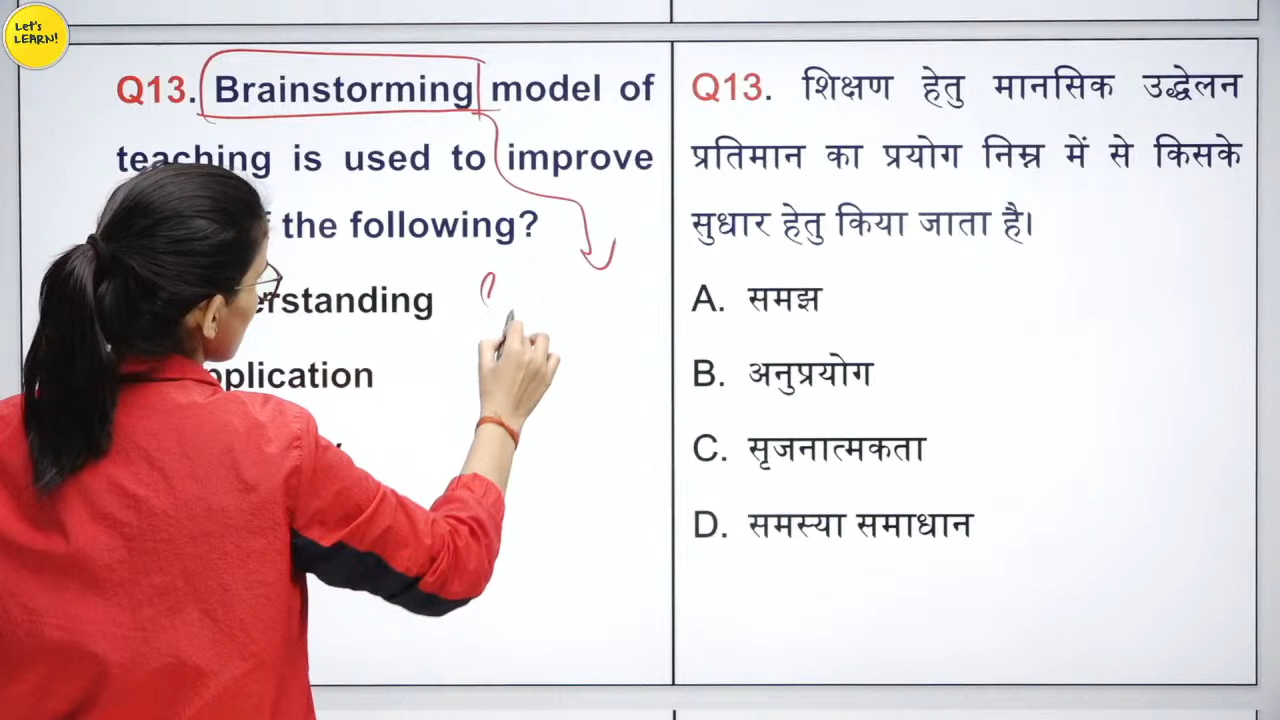 Let's
LEARN!
Q13. Brainstorming model of
teaching is used to improve
the following?
erstanding
pplication
Q13. शिक्षण हेतु मानसिक उद्धेलन
प्रतिमान का प्रयोग निम्न में से किसके
सुधार हेतु किया जाता है।
A. समझ
B. अनुप्रयोग
C. सृजनात्मकता
D. समस्या समाधान